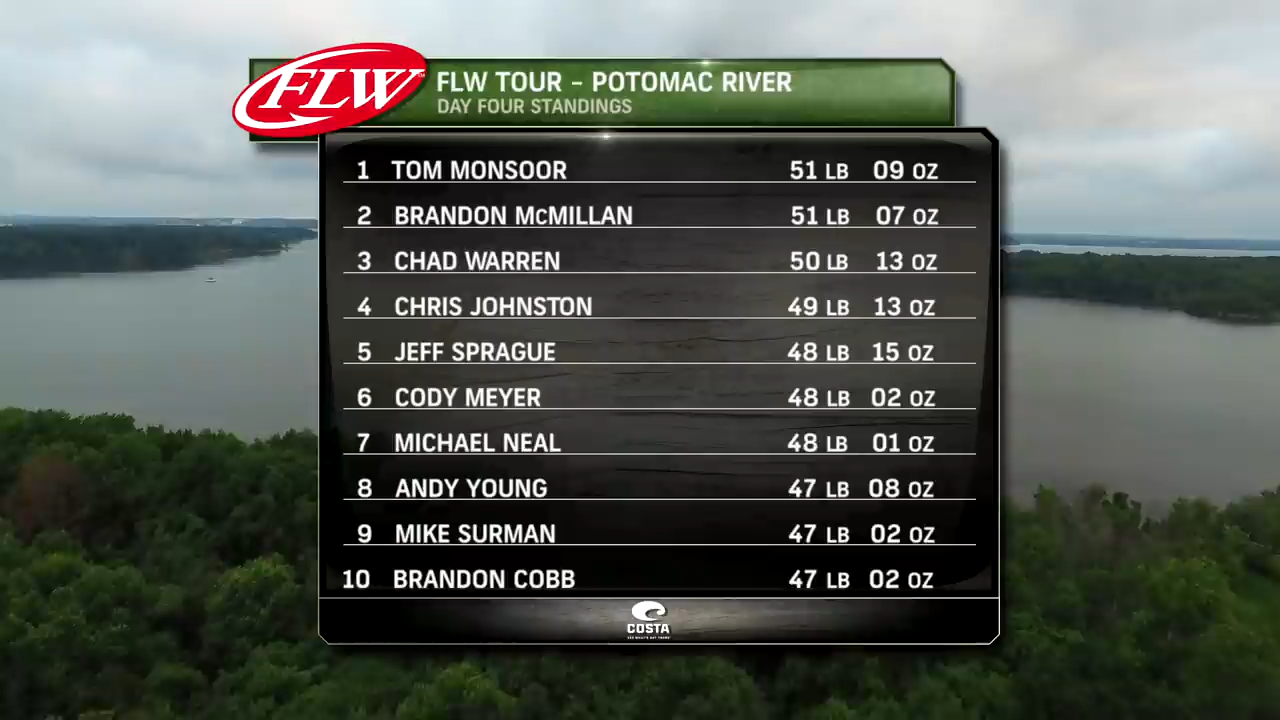 FLW
FLW TOUR - POTOMAC RIVER
DAY FOUR STANDINGS
1 TOM MONSOOR 51 LB 09 OZ
2 BRANDON McMILLAN 51 LB 07 OZ
3 CHAD WARREN 50 LB 13 OZ
4 CHRIS JOHNSTON 49 LB 13 OZ
5 JEFF SPRAGUE 48 LB 15 OZ
6 CODY MEYER 48 LB 02 OZ
7 MICHAEL NEAL 48 LB 01 OZ
8 ANDY YOUNG 47 LB 08 OZ
9 MIKE SURMAN 47 LB 02 OZ
10 BRANDON COBB 47 LB 02 OZ
COSTA